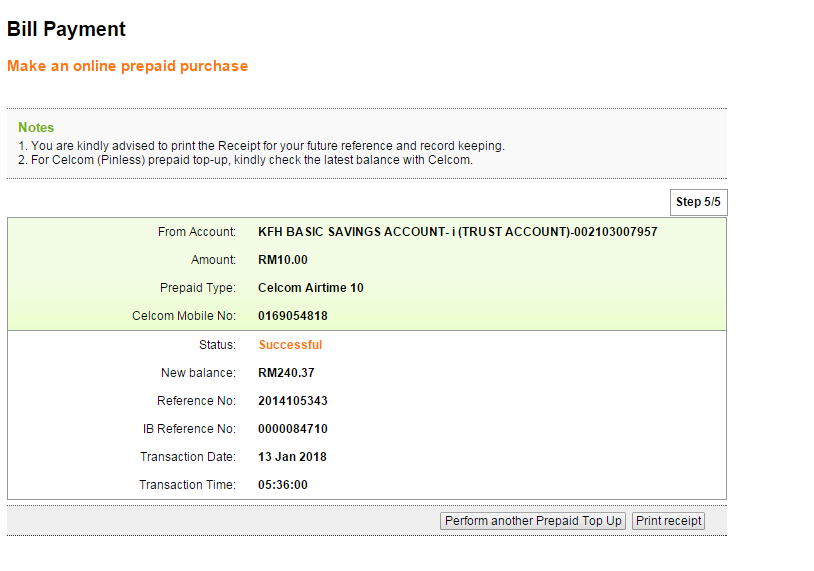 Bill Payment
Make an online prepaid purchase
Notes
1. You are kindly advised to print the Receipt for your future reference and record keeping.
2. For Celcom (Pinless) prepaid top-up, kindly check the latest balance with Celcom.
Step 5/5
From Account: KFH BASIC SAVINGS ACCOUNT- i (TRUST ACCOUNT)-002103007957
Amount: RM10.00
Prepaid Type: Celcom Airtime 10
Celcom Mobile No: 0169054818
Status: Successful
New balance: RM240.37
Reference No: 2014105343
IB Reference No: 0000084710
Transaction Date: 13 Jan 2018
Transaction Time: 05:36:00
Perform another Prepaid Top Up Print receipt